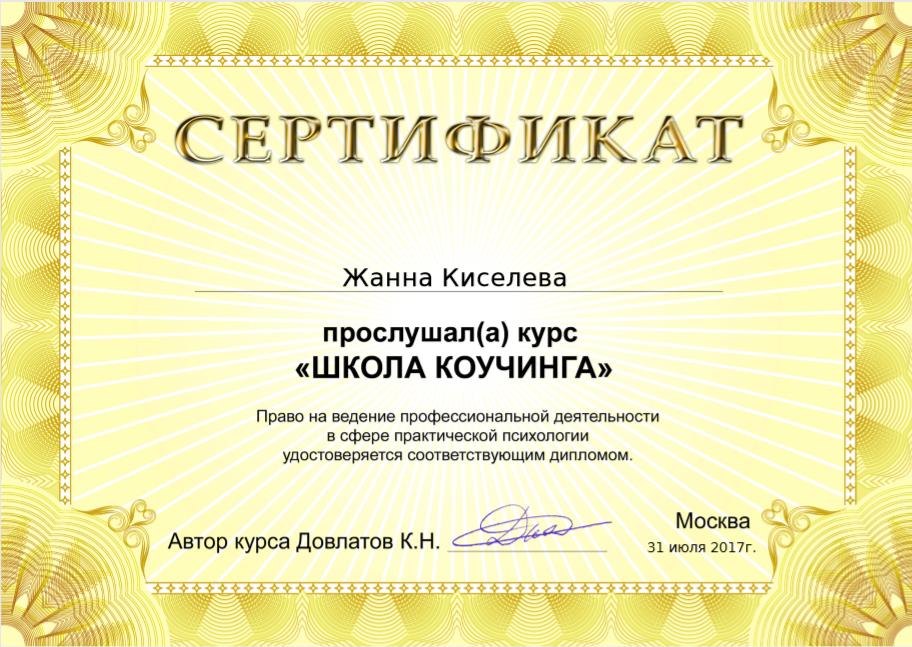 СЕРТИФИКАТ
Жанна Киселева
прослушал(а) курс
«ШКОЛА КОУЧИНГА»
Право на ведение профессиональной деятельности
в сфере практической психологии
удостоверяется соответствующим дипломом.
Автор курса Довлатов К.Н.
Москва
31 июля 2017г.